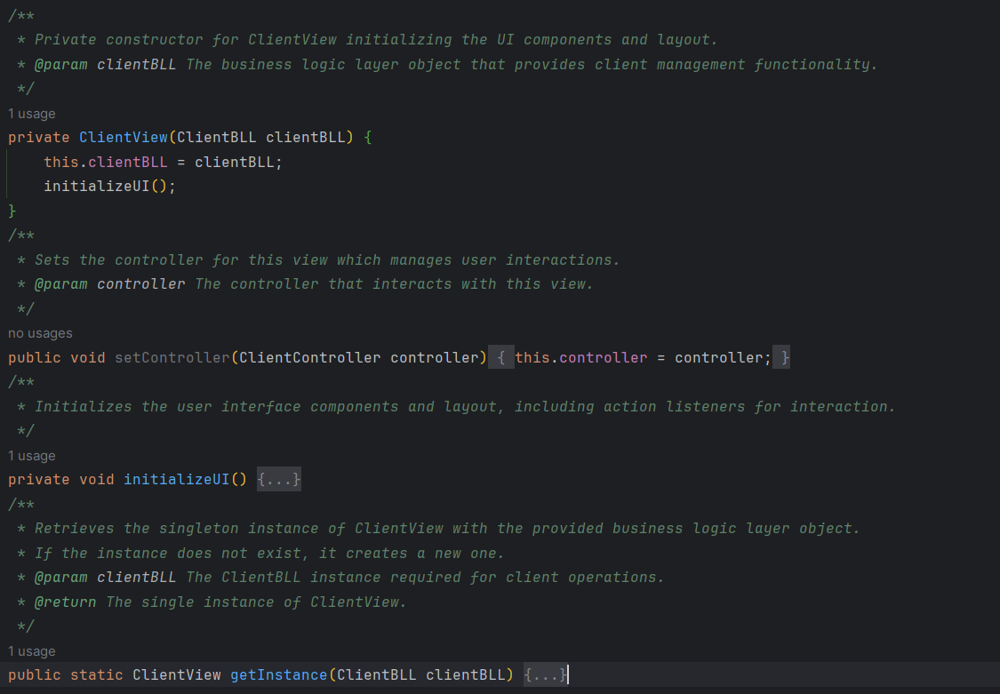 /**
 * Private constructor for ClientView initializing the UI components and layout.
 * @param clientBLL The business logic layer object that provides client management functionality.
 */
1 usage
private ClientView(ClientBLL clientBLL) {
    this.clientBLL = clientBLL;
    initializeUI();
}
/**
 * Sets the controller for this view which manages user interactions.
 * @param controller The controller that interacts with this view.
 */
no usages
public void setController(ClientController controller) { this.controller = controller; }
/**
 * Initializes the user interface components and layout, including action listeners for interaction.
 */
1 usage
private void initializeUI() {...}
/**
 * Retrieves the singleton instance of ClientView with the provided business logic layer object.
 * If the instance does not exist, it creates a new one.
 * @param clientBLL The ClientBLL instance required for client operations.
 * @return The single instance of ClientView.
 */
1 usage
public static ClientView getInstance(ClientBLL clientBLL) {...}